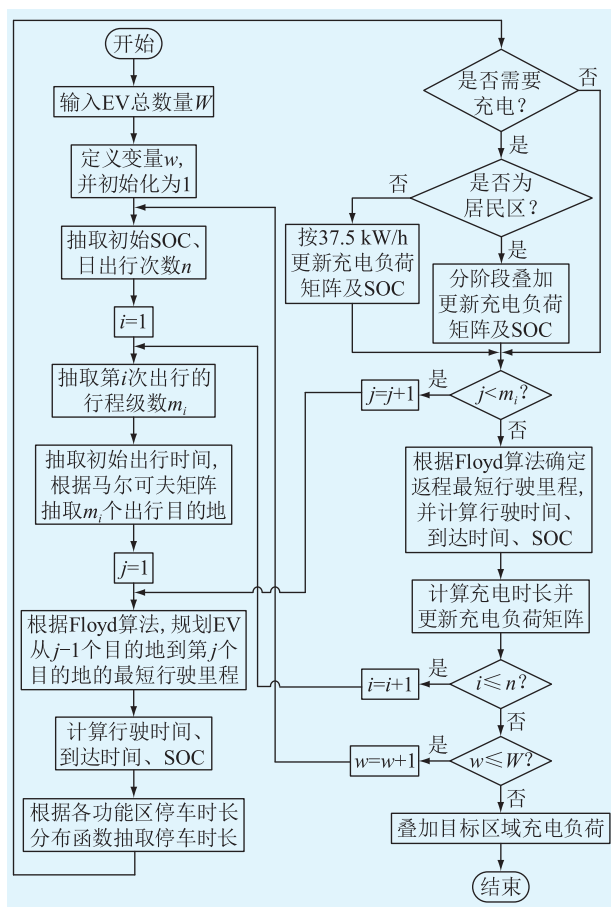 开始
输入EV总数量W
定义变量w,
并初始化为1
抽取初始SOC、
日出行次数n
i=1
抽取第i次出行的
行程级数mᵢ
抽取初始出行时间,
根据马尔可夫矩阵
抽取mᵢ个出行目的地
j=1
根据Floyd算法, 规划EV
从j−1个目的地到第j个
目的地的最短行驶里程
计算行驶时间、
到达时间、SOC
根据各功能区停车时长
分布函数抽取停车时长
是否需要
充电?
否
是
是否为
居民区?
否
是
按37.5 kW/h
更新充电负荷
矩阵及SOC
分阶段叠加
更新充电负荷
矩阵及SOC
j<mᵢ?
是
j=j+1
否
根据Floyd算法确定
返程最短行驶里程,
并计算行驶时间、
到达时间、SOC
计算充电时长并
更新充电负荷矩阵
i≤n?
是
i=i+1
否
w≤W?
是
w=w+1
否
叠加目标区域充电负荷
结束